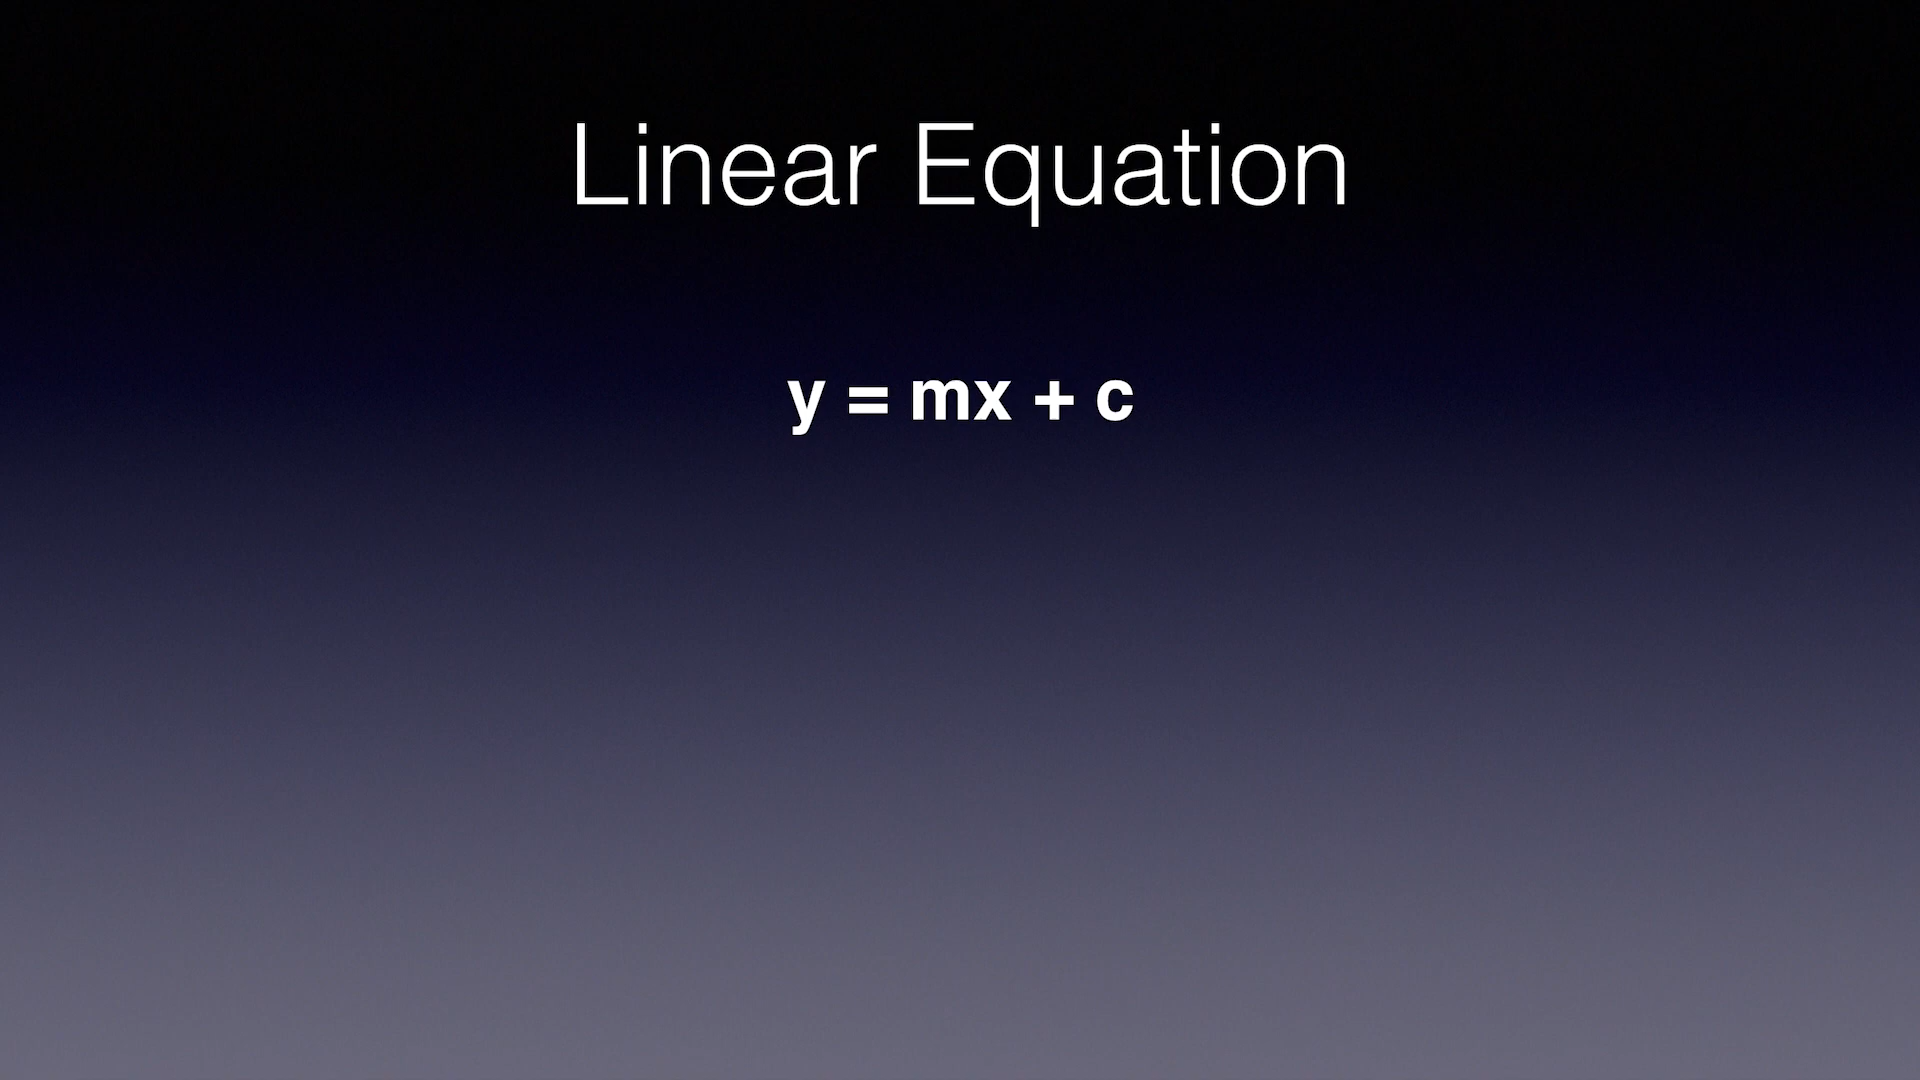 Linear Equation
y = mx + c